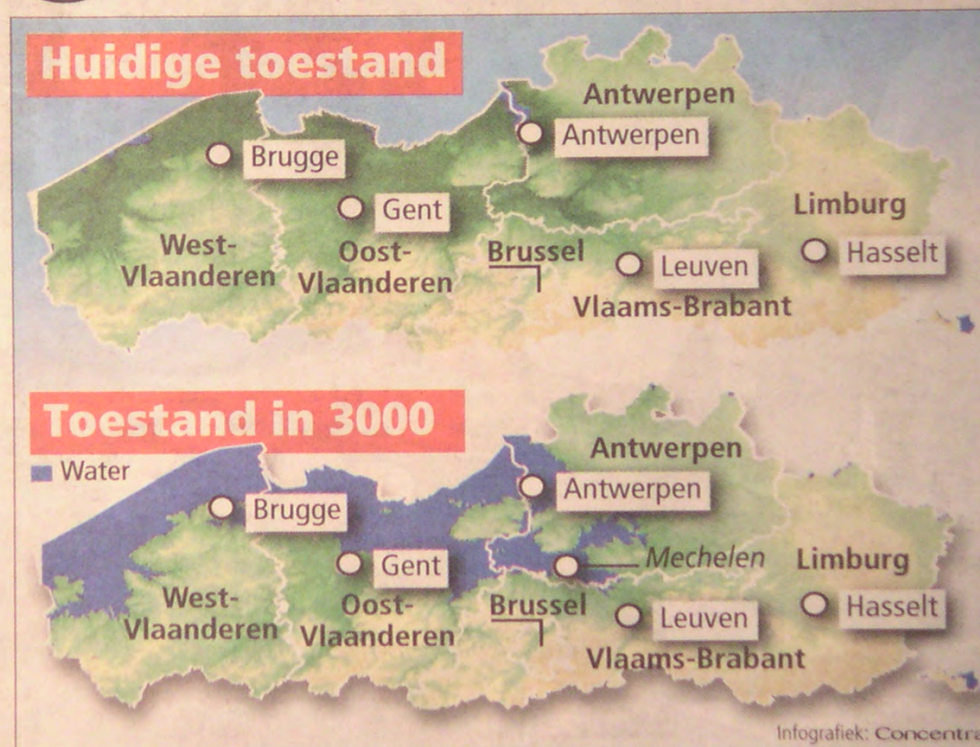 Huidige toestand
Antwerpen
Antwerpen
Brugge
Gent
Limburg
West-
Vlaanderen
Oost-
Vlaanderen
Brussel
Leuven
Hasselt
Vlaams-Brabant
Toestand in 3000
Water
Antwerpen
Antwerpen
Brugge
Gent
Mechelen
Limburg
West-
Vlaanderen
Oost-
Vlaanderen
Brussel
Leuven
Hasselt
Vlaams-Brabant
Infografiek: Concentra